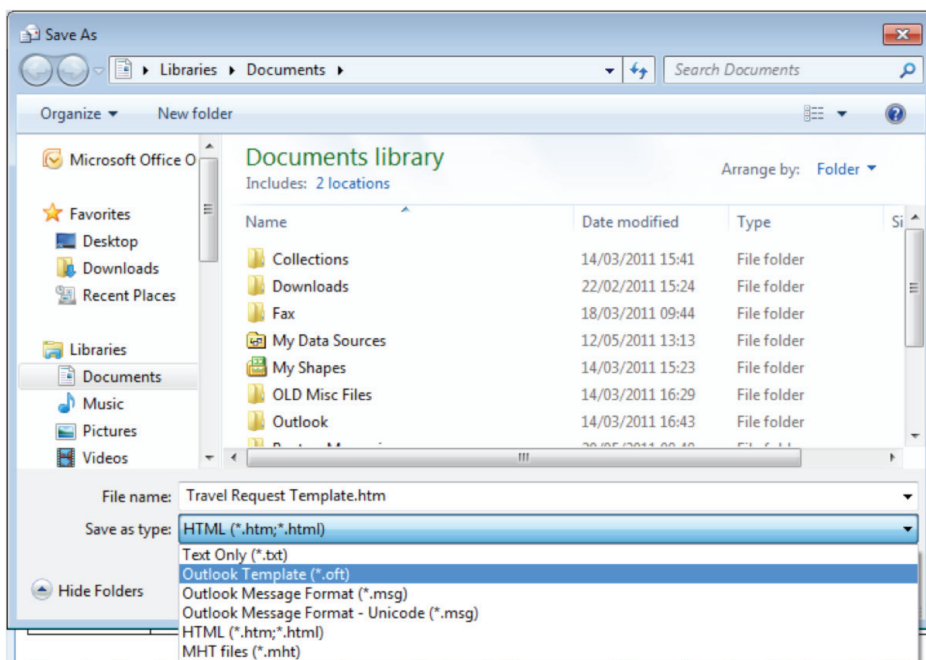 Save As
Libraries Documents
Search Documents
Organize New folder
Microsoft Office O
Favorites
Desktop
Downloads
Recent Places
Libraries
Documents
Music
Pictures
Videos
Documents library
Includes: 2 locations
Arrange by: Folder
Name Date modified Type Si
Collections 14/03/2011 15:41 File folder
Downloads 22/02/2011 15:24 File folder
Fax 18/03/2011 09:44 File folder
My Data Sources 12/05/2011 13:13 File folder
My Shapes 14/03/2011 15:23 File folder
OLD Misc Files 14/03/2011 16:29 File folder
Outlook 14/03/2011 16:43 File folder
File name: Travel Request Template.htm
Save as type: HTML (*.htm;*.html)
Text Only (*.txt)
Outlook Template (*.oft)
Outlook Message Format (*.msg)
Outlook Message Format - Unicode (*.msg)
HTML (*.htm;*.html)
MHT files (*.mht)
Hide Folders